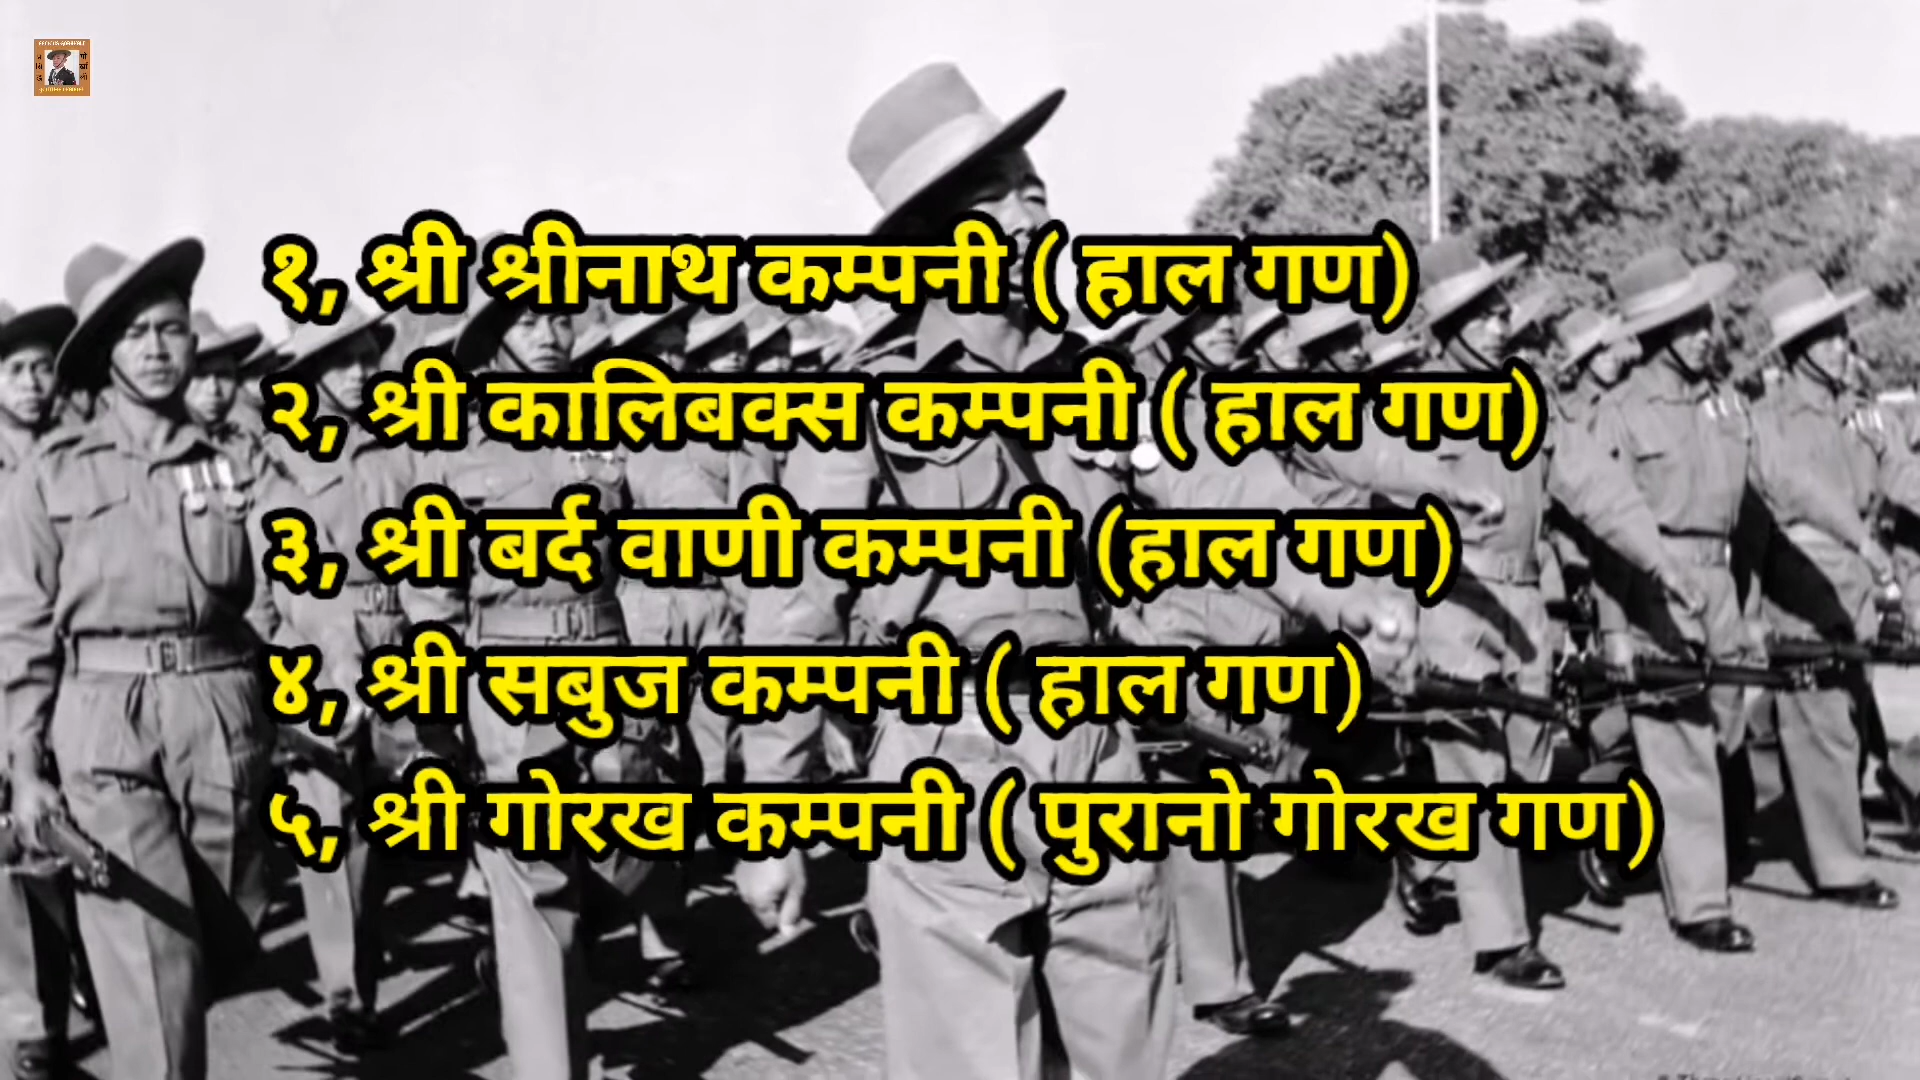 १, श्री श्रीनाथ कम्पनी ( हाल गण)
२, श्री कालिबक्स कम्पनी ( हाल गण)
३, श्री बर्द वाणी कम्पनी (हाल गण)
४, श्री सबुज कम्पनी ( हाल गण)
५, श्री गोरख कम्पनी ( पुरानो गोरख गण)